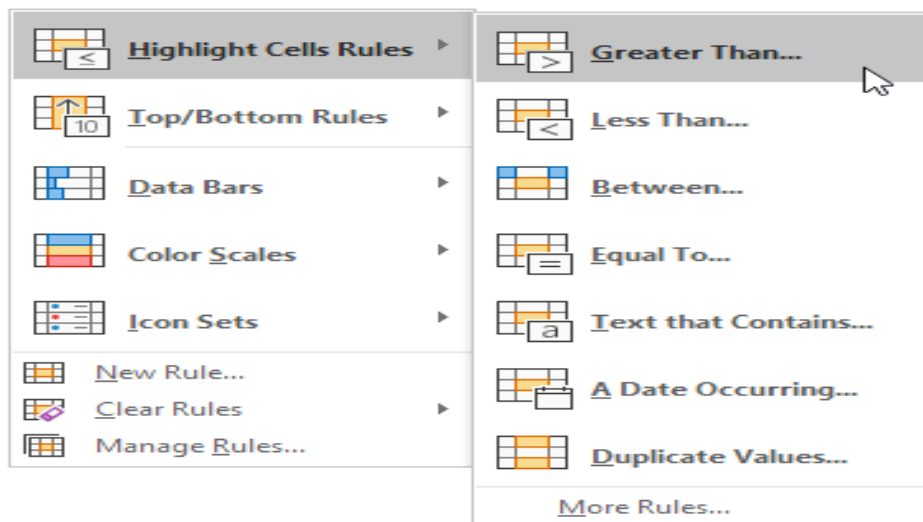 Highlight Cells Rules
Top/Bottom Rules
10
Data Bars
Color Scales
Icon Sets
New Rule...
Clear Rules
Manage Rules...
Greater Than...
>
Less Than...
<
Between...
Equal To...
=
Text that Contains...
a
A Date Occurring...
Duplicate Values...
More Rules...
≤